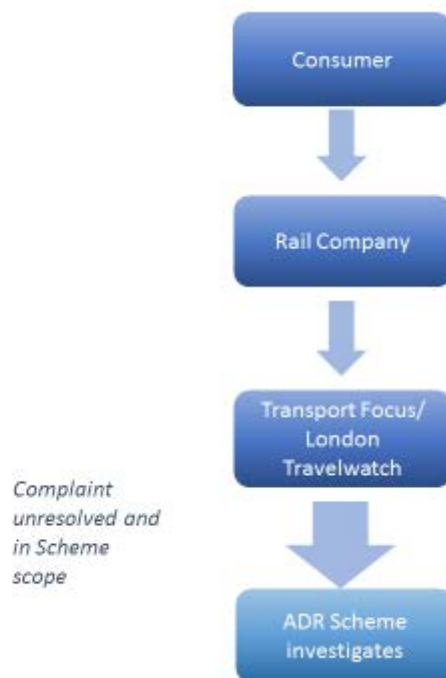 Consumer
Rail Company
Transport Focus/
London
Travelwatch
Complaint
unresolved and
in Scheme
scope
ADR Scheme
investigates